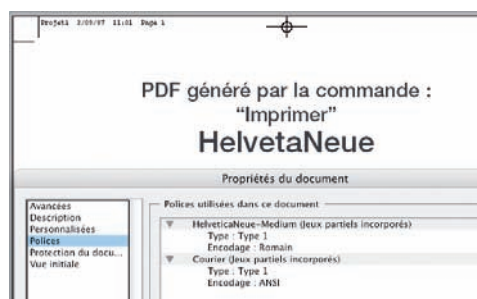 Projet1 2/09/07 11:01 Page 1
PDF généré par la commande :
“Imprimer”
HelvetaNeue
Propriétés du document
Avancées
Description
Personnalisées
Polices
Protection du docu...
Vue initiale
Polices utilisées dans ce document
HelveticaNeue-Medium (Jeux partiels incorporés)
Type : Type 1
Encodage : Romain
Courier (Jeux partiels incorporés)
Type : Type 1
Encodage : ANSI